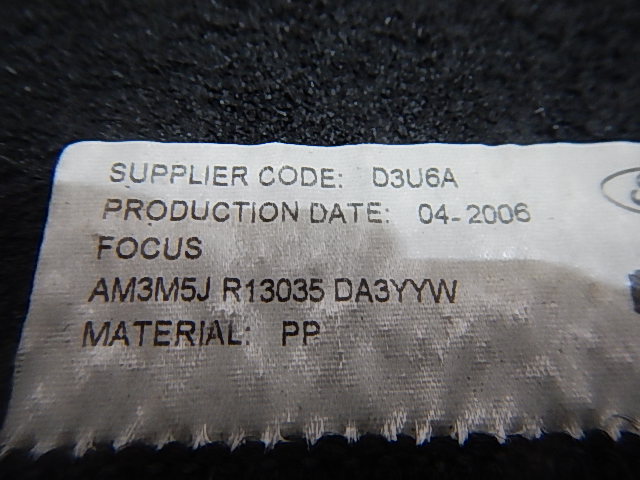 SUPPLIER CODE: D3U6A
PRODUCTION DATE: 04-2006
FOCUS
AM3M5J R13035 DA3YYW
MATERIAL: PP